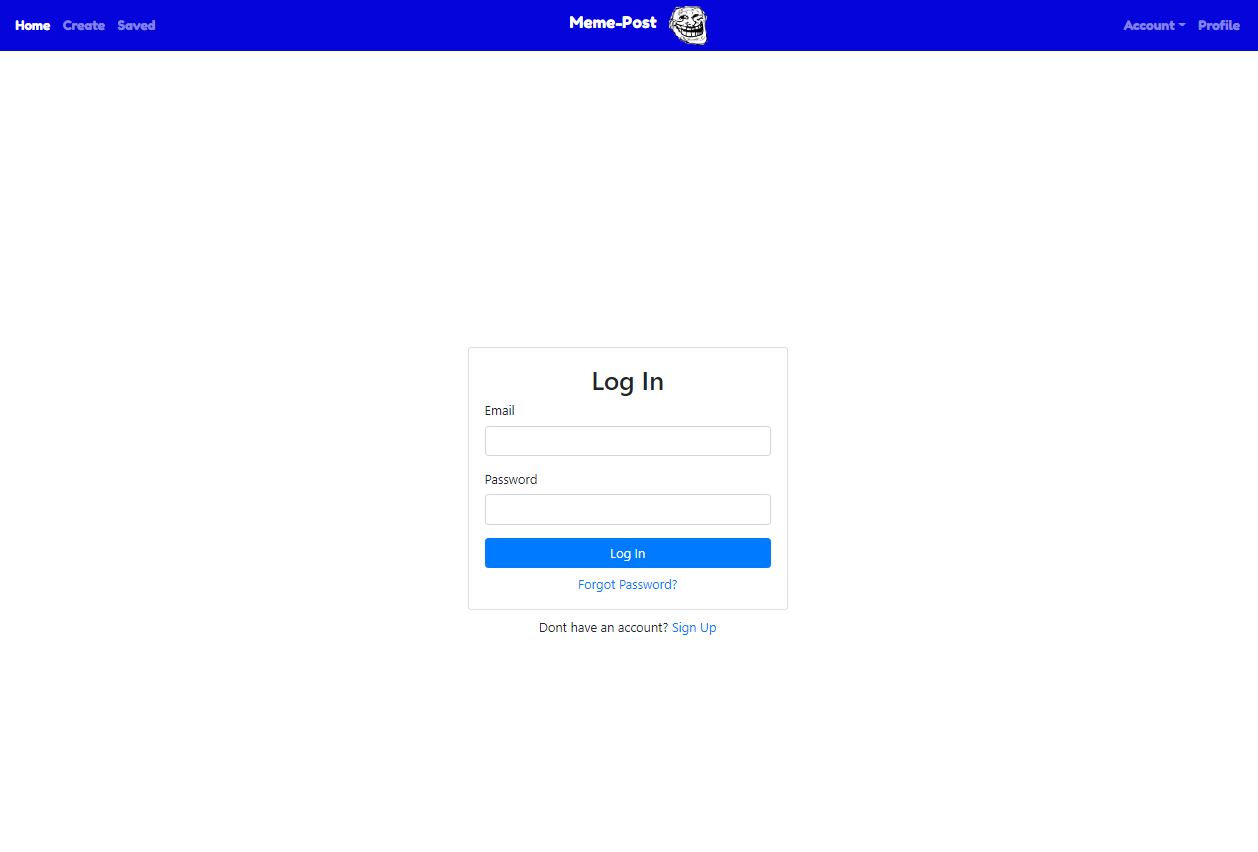 Home Create Saved Meme-Post Account Profile
Log In
Email
Password
Log In
Forgot Password?
Dont have an account? Sign Up